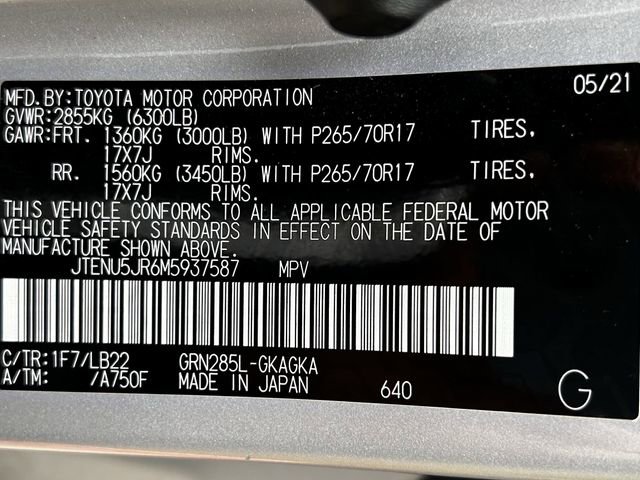 MFD.BY:TOYOTA MOTOR CORPORATION 05/21
GVWR:2855KG (6300LB)
GAWR:FRT. 1360KG (3000LB) WITH P265/70R17 TIRES.
17X7J RIMS.
RR. 1560KG (3450LB) WITH P265/70R17 TIRES.
17X7J RIMS.
THIS VEHICLE CONFORMS TO ALL APPLICABLE FEDERAL MOTOR
VEHICLE SAFETY STANDARDS IN EFFECT ON THE DATE OF
MANUFACTURE SHOWN ABOVE.
JTENU5JR6M5937587 MPV
C/TR:1F7/LB22 GRN285L-GKAGKA
A/TM: /A750F MADE IN JAPAN 640 G